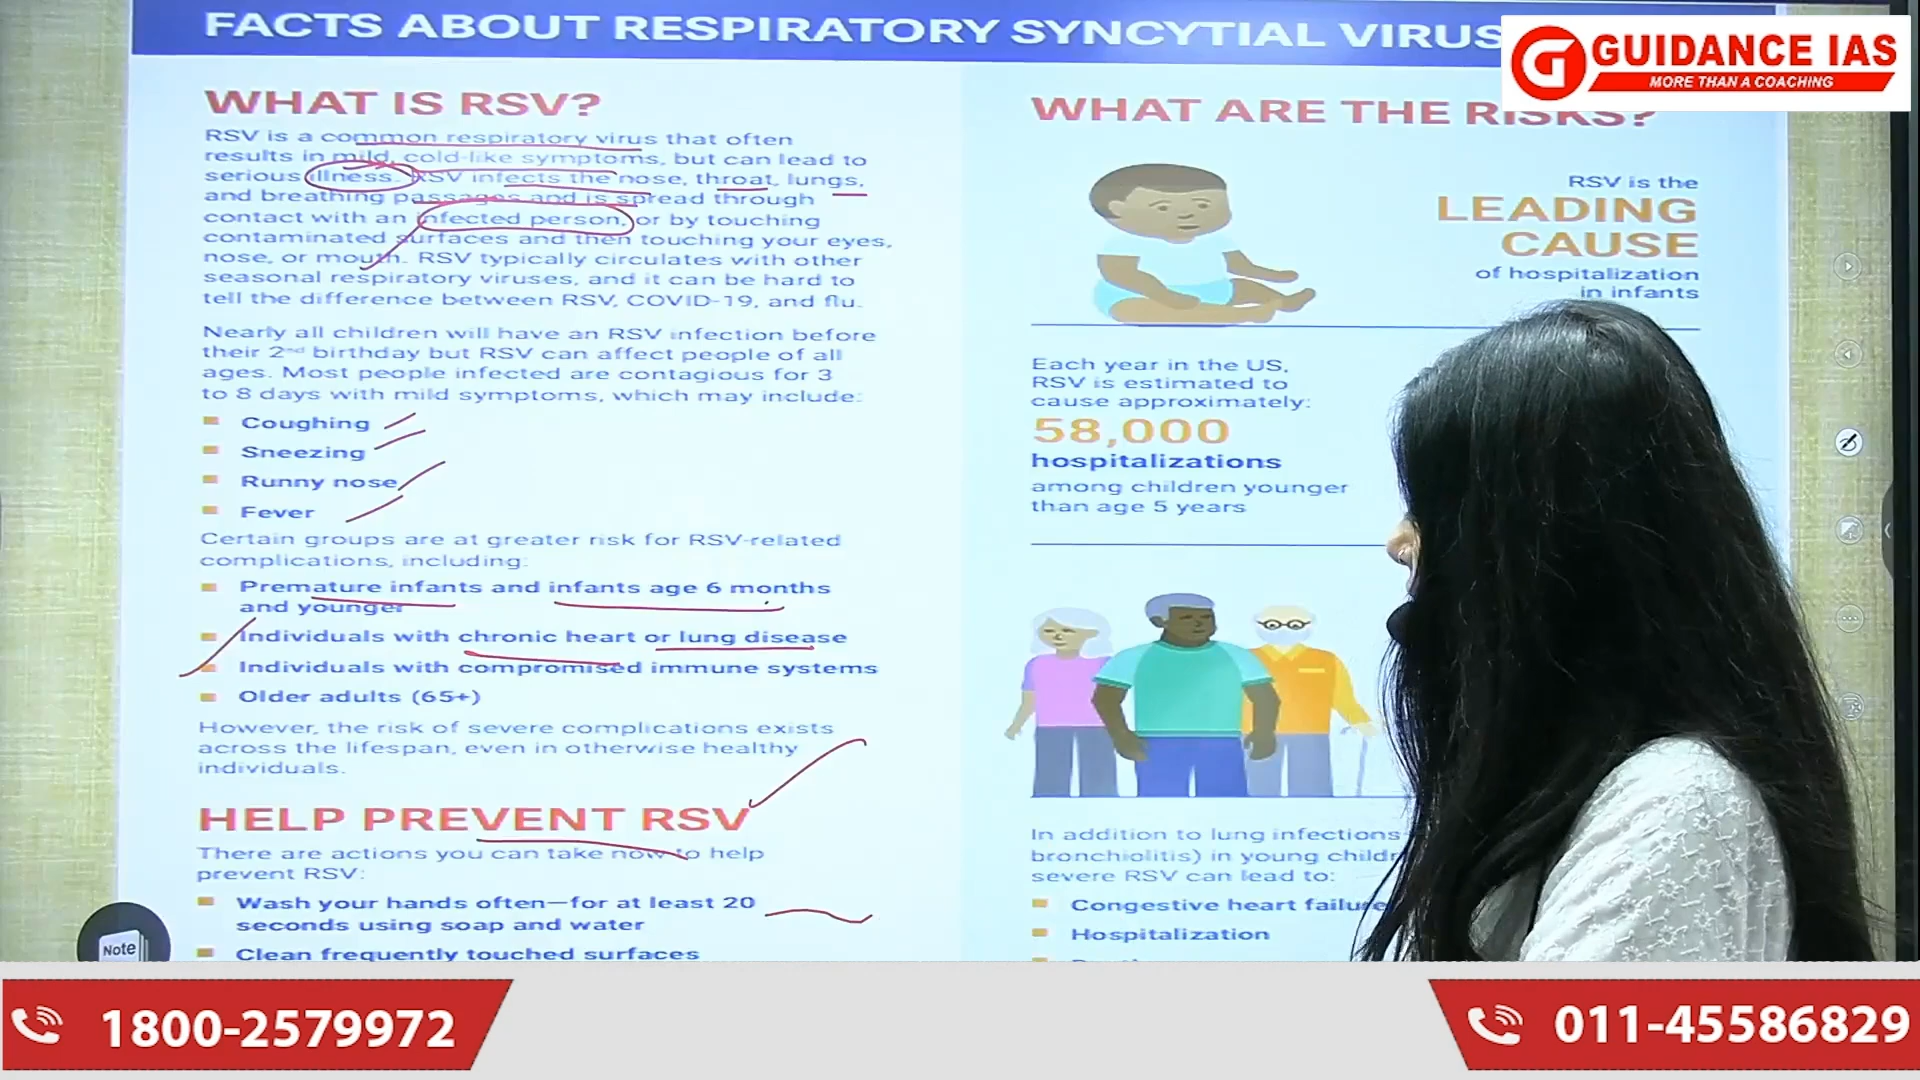 FACTS ABOUT RESPIRATORY SYNCYTIAL VIRUS
GUIDANCE IAS
MORE THAN A COACHING
WHAT IS RSV?
RSV is a common respiratory virus that often
results in mild, cold-like symptoms, but can lead to
serious illness. RSV infects the nose, throat, lungs,
and breathing passages and is spread through
contact with an infected person, or by touching
contaminated surfaces and then touching your eyes,
nose, or mouth. RSV typically circulates with other
seasonal respiratory viruses, and it can be hard to
tell the difference between RSV, COVID-19, and flu.
Nearly all children will have an RSV infection before
their 2nd birthday but RSV can affect people of all
ages. Most people infected are contagious for 3
to 8 days with mild symptoms, which may include:
Coughing
Sneezing
Runny nose
Fever
Certain groups are at greater risk for RSV-related
complications, including:
Premature infants and infants age 6 months
and younger
Individuals with chronic heart or lung disease
Individuals with compromised immune systems
Older adults (65+)
However, the risk of severe complications exists
across the lifespan, even in otherwise healthy
individuals.
HELP PREVENT RSV
There are actions you can take now to help
prevent RSV:
Wash your hands often—for at least 20
seconds using soap and water
Clean frequently touched surfaces
WHAT ARE THE RISKS?
RSV is the
LEADING
CAUSE
of hospitalization
in infants
Each year in the US,
RSV is estimated to
cause approximately:
58,000
hospitalizations
among children younger
than age 5 years
In addition to lung infections
bronchiolitis) in young
severe RSV can lead to:
Congestive heart failure
Hospitalization
Note
1800-2579972
011-45586829